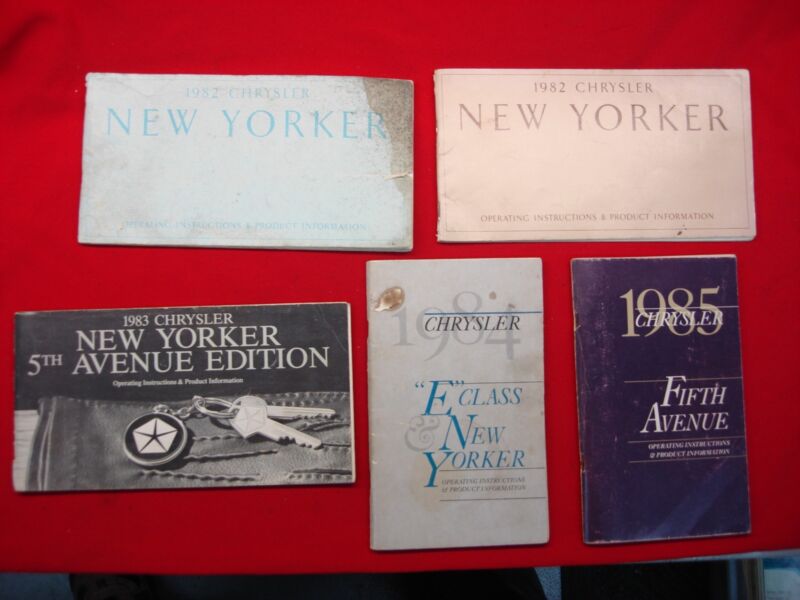 1982 CHRYSLER
NEW YORKER
OPERATING INSTRUCTIONS & PRODUCT INFORMATION
1982 CHRYSLER
NEW YORKER
OPERATING INSTRUCTIONS & PRODUCT INFORMATION
1983 CHRYSLER
NEW YORKER
5TH AVENUE EDITION
Operating Instructions & Product Information
1984
CHRYSLER
"E" CLASS
& NEW
YORKER
OPERATING INSTRUCTIONS
& PRODUCT INFORMATION
1985
CHRYSLER
FIFTH
AVENUE
OPERATING INSTRUCTIONS
& PRODUCT INFORMATION